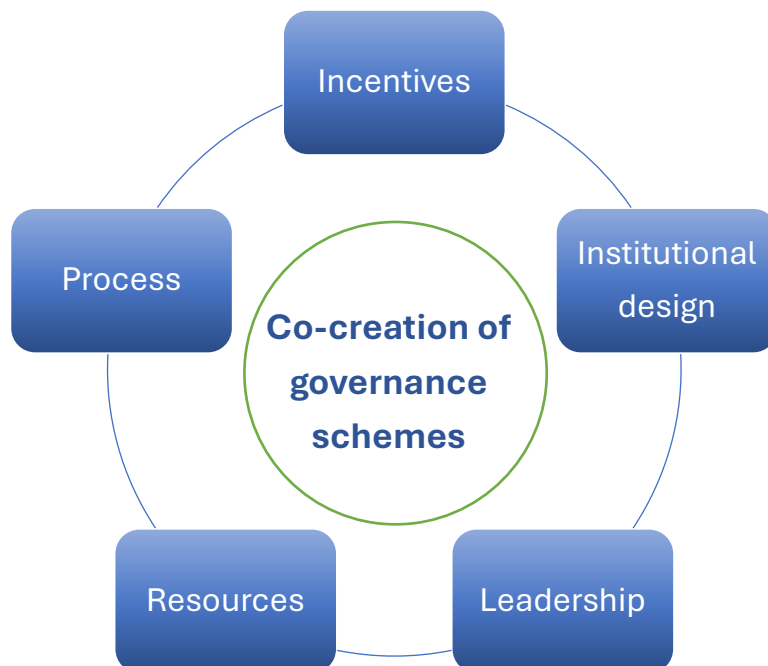 Incentives
Institutional
design
Process
Co-creation of
governance
schemes
Resources
Leadership